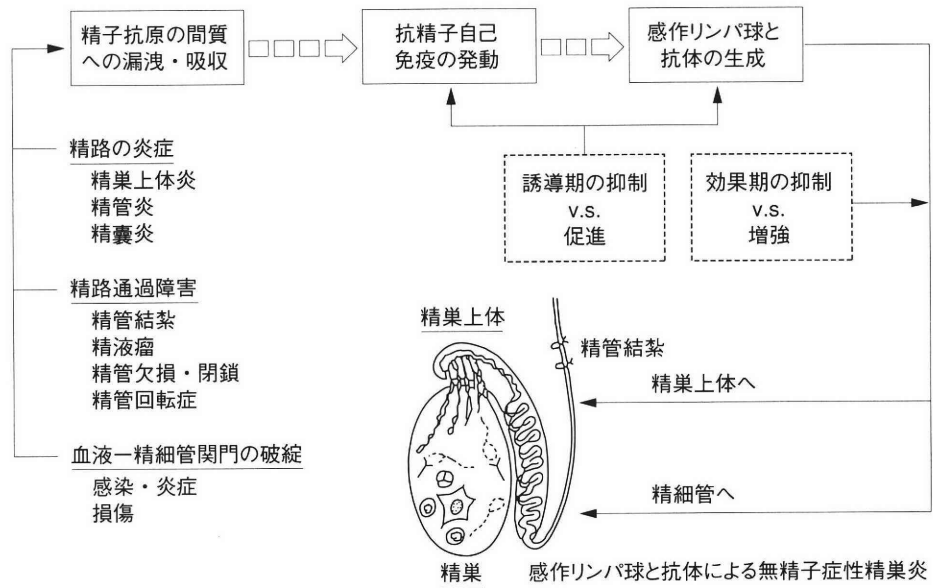 精子抗原の間質
への漏洩・吸収
抗精子自己
免疫の発動
感作リンパ球と
抗体の生成
精路の炎症
精巣上体炎
精管炎
精囊炎
誘導期の抑制
v.s.
促進
効果期の抑制
v.s.
増強
精路通過障害
精管結紮
精液瘤
精管欠損・閉鎖
精管回転症
血液ー精細管関門の破綻
感染・炎症
損傷
精巣上体
精管結紮
精巣上体へ
精細管へ
精巣
感作リンパ球と抗体による無精子症性精巣炎